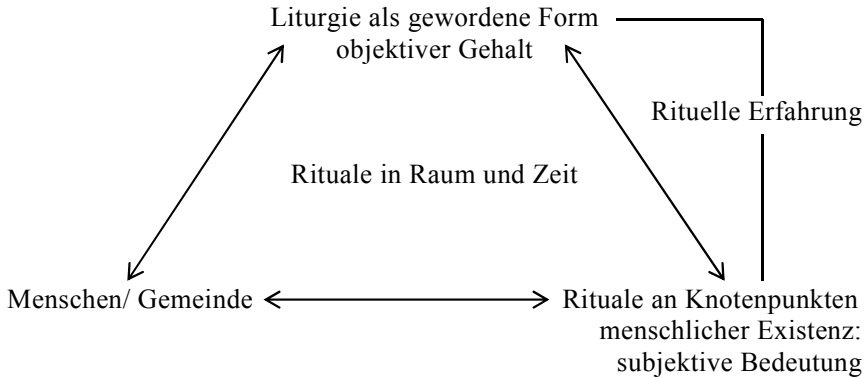 Liturgie als gewordene Form
objektiver Gehalt
Rituelle Erfahrung
Rituale in Raum und Zeit
Menschen/ Gemeinde
Rituale an Knotenpunkten
menschlicher Existenz:
subjektive Bedeutung